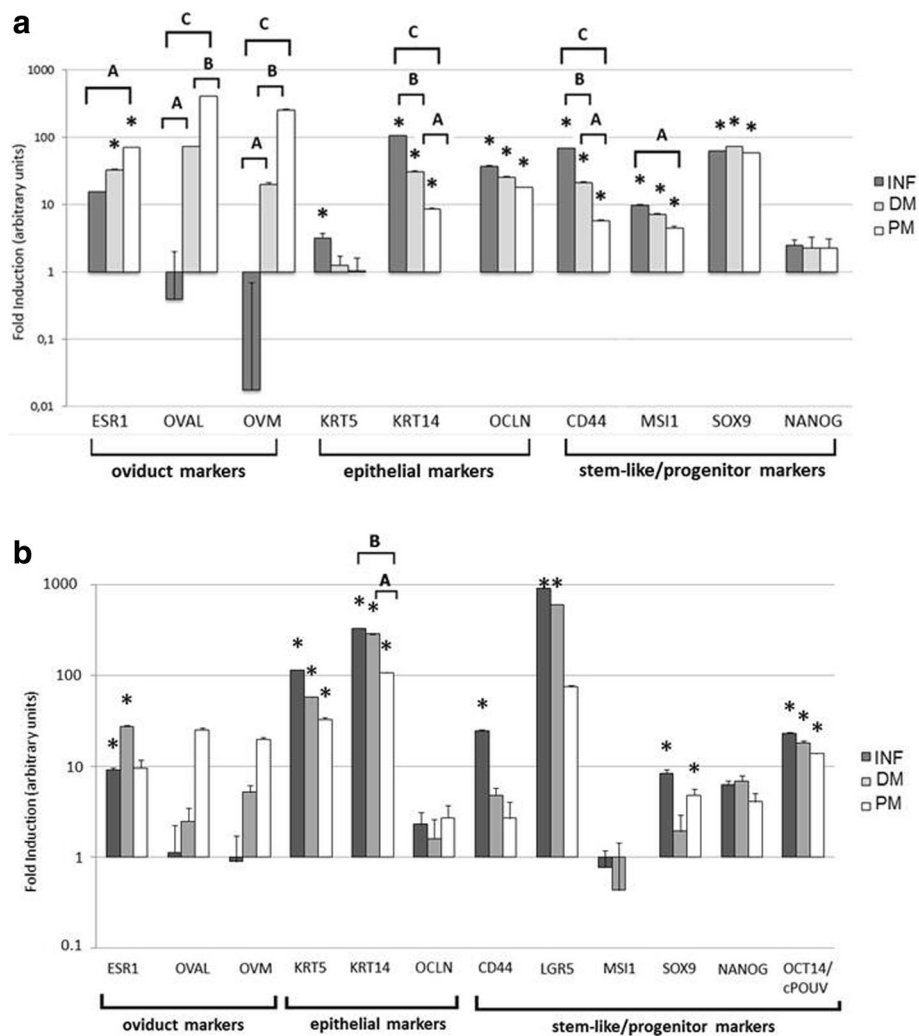 a
C C C C
A B B B B
A A A A A
* * * * * * * * * * * * * * * * * *
Fold Induction (arbitrary units)
1000
100
10
1
0,1
0,01
INF
DM
PM
ESR1 OVAL OVM KRT5 KRT14 OCLN CD44 MSI1 SOX9 NANOG
oviduct markers epithelial markers stem-like/progenitor markers
b
B
A
* * * * * * * * * * * * * * * *
Fold Induction (arbitrary units)
1000
100
10
1
0.1
INF
DM
PM
ESR1 OVAL OVM KRT5 KRT14 OCLN CD44 LGR5 MSI1 SOX9 NANOG OCT14/
cPOUV
oviduct markers epithelial markers stem-like/progenitor markers